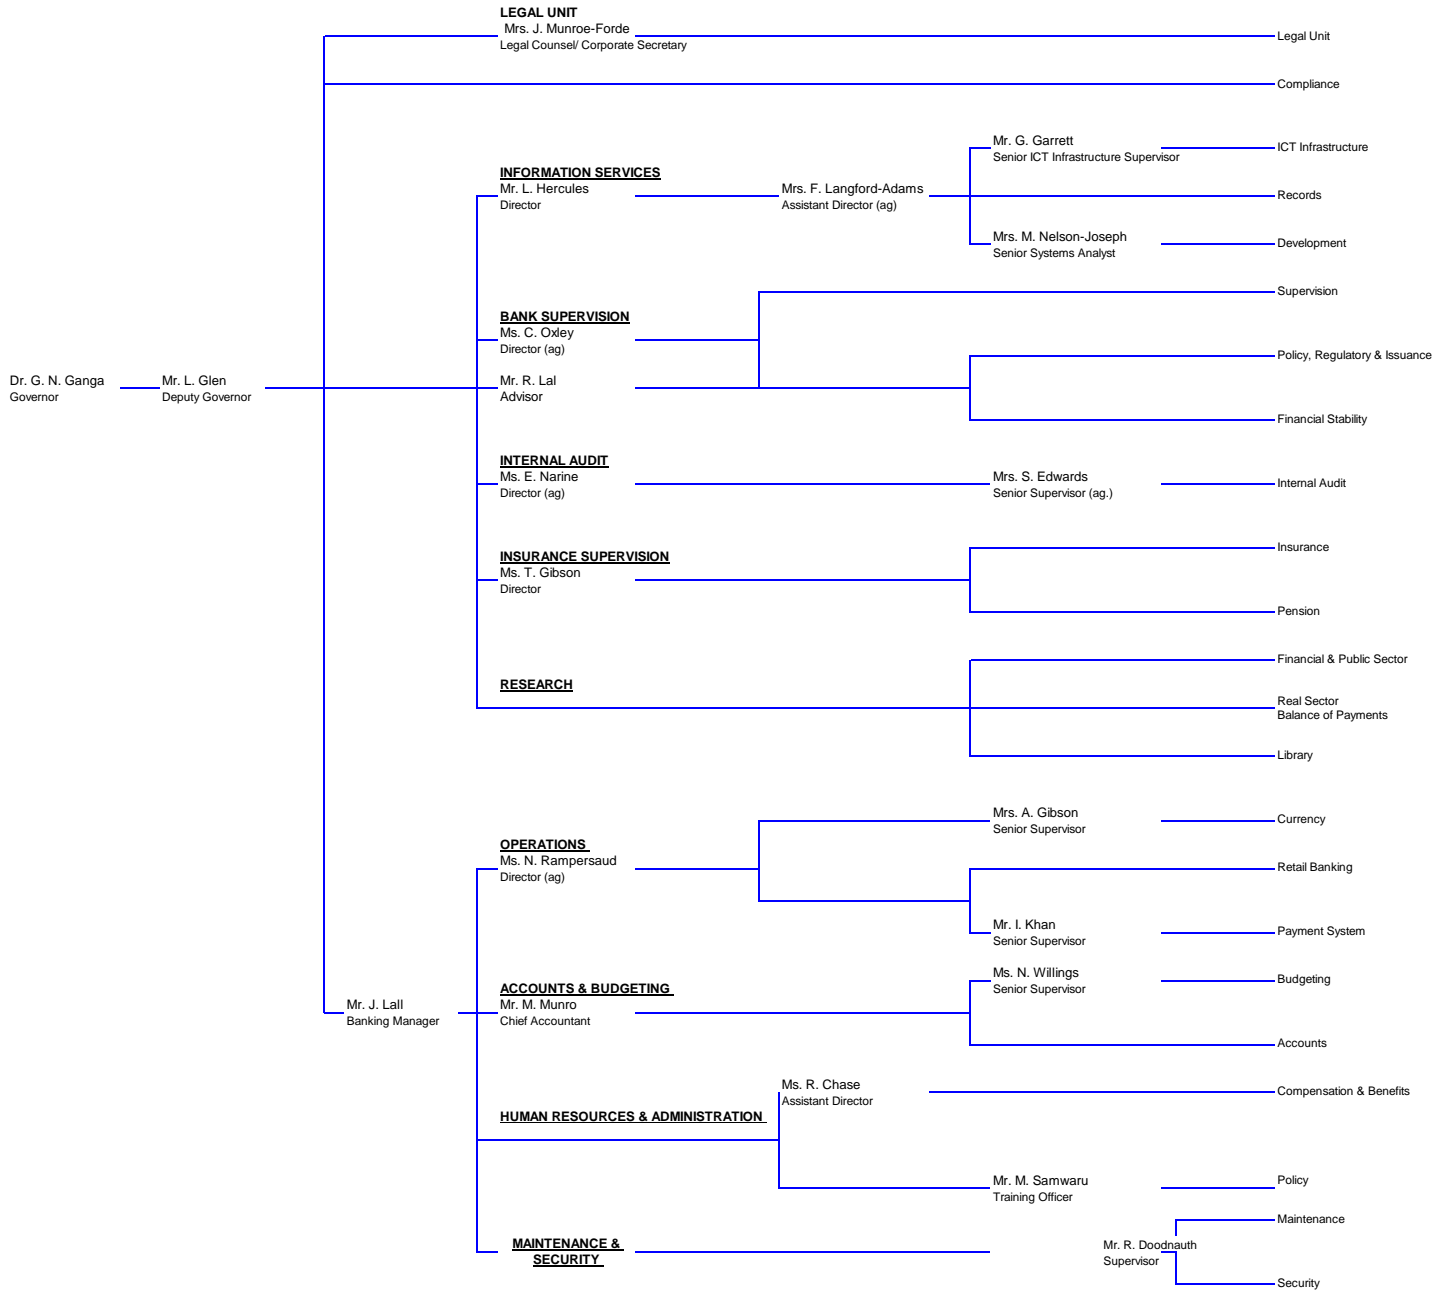 LEGAL UNIT
Mrs. J. Munroe-Forde
Legal Counsel/ Corporate Secretary
Legal Unit
Compliance
Mr. G. Garrett
Senior ICT Infrastructure Supervisor
ICT Infrastructure
INFORMATION SERVICES
Mr. L. Hercules
Director
Mrs. F. Langford-Adams
Assistant Director (ag)
Records
Mrs. M. Nelson-Joseph
Senior Systems Analyst
Development
Supervision
BANK SUPERVISION
Ms. C. Oxley
Director (ag)
Policy, Regulatory & Issuance
Dr. G. N. Ganga
Governor
Mr. L. Glen
Deputy Governor
Mr. R. Lal
Advisor
Financial Stability
INTERNAL AUDIT
Ms. E. Narine
Director (ag)
Mrs. S. Edwards
Senior Supervisor (ag.)
Internal Audit
INSURANCE SUPERVISION
Ms. T. Gibson
Director
Insurance
Pension
Financial & Public Sector
RESEARCH
Real Sector
Balance of Payments
Library
Mrs. A. Gibson
Senior Supervisor
Currency
OPERATIONS
Ms. N. Rampersaud
Director (ag)
Retail Banking
Mr. I. Khan
Senior Supervisor
Payment System
Ms. N. Willings
Senior Supervisor
Budgeting
Mr. J. Lall
Banking Manager
ACCOUNTS & BUDGETING
Mr. M. Munro
Chief Accountant
Accounts
Ms. R. Chase
Assistant Director
Compensation & Benefits
HUMAN RESOURCES & ADMINISTRATION
Mr. M. Samwaru
Training Officer
Policy
Maintenance
MAINTENANCE &
SECURITY
Mr. R. Doodnauth
Supervisor
Security